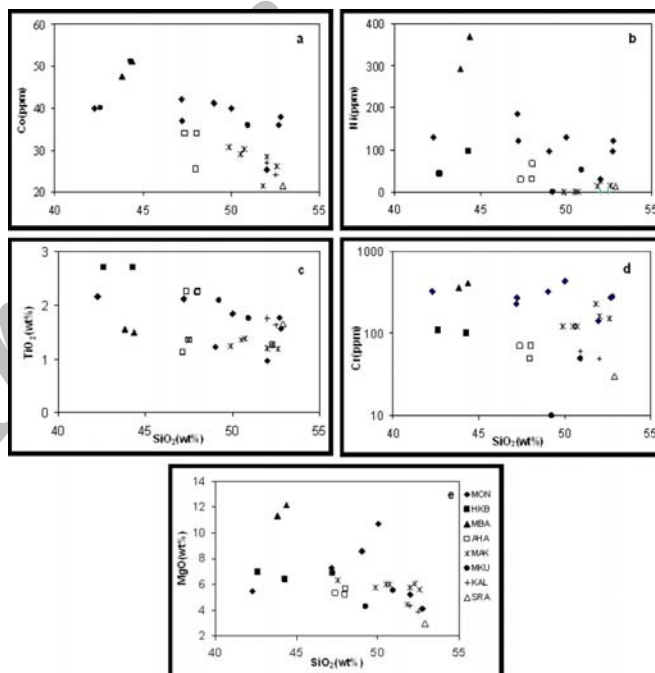 a
Co(ppm)
60
50
40
30
20
40 45 50 55
b
Ni(ppm)
400
300
200
100
0
40 45 50 55
c
TiO2(wt%)
3
2
1
0
40 45 50 55
SiO2(wt%)
d
Cr(ppm)
1000
100
10
40 45 50 55
SiO2(wt%)
e
MgO(wt%)
14
12
10
8
6
4
2
40 45 50 55
SiO2(wt%)
MON
HKB
MBA
AHA
MAK
MKU
KAL
SRA